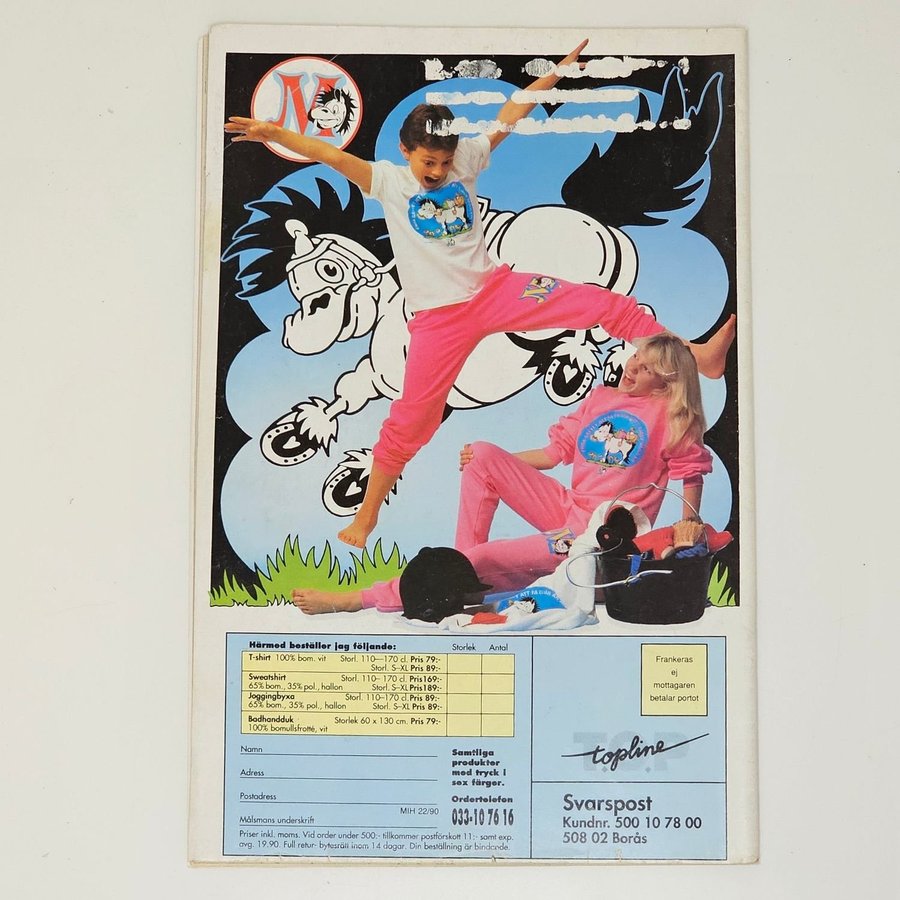 M
Härmed beställer jag följande: Storlek Antal
T-shirt 100% bom. vit Storl. 110—170 cl. Pris 79:-
Storl. S-XL Pris 89:-
Sweatshirt Storl. 110—170 cl. Pris 169:-
65% bom., 35% pol., hallon Storl. S-XL Pris 189:-
Joggingbyxa Storl. 110—170 cl. Pris 89:-
65% bom., 35% pol., hallon Storl. S-XL Pris 89:-
Badhandduk Storlek 60 x 130 cm. Pris 79:-
100% bomullsfrotté, vit
Namn
Adress
Postadress
MIH 22/90
Målsmans underskrift
Samtliga
produkter
med tryck i
sex färger.
Ordertelefon
033-10 76 16
Priser inkl. moms. Vid order under 500:- tillkommer postförskott 11:- samt exp.
avg. 19.90. Full retur- bytesrätt inom 14 dagar. Din beställning är bindande.
Frankeras
ej
mottagaren
betalar portot
T.O.P
topline
Svarspost
Kundnr. 500 10 78 00
508 02 Borås